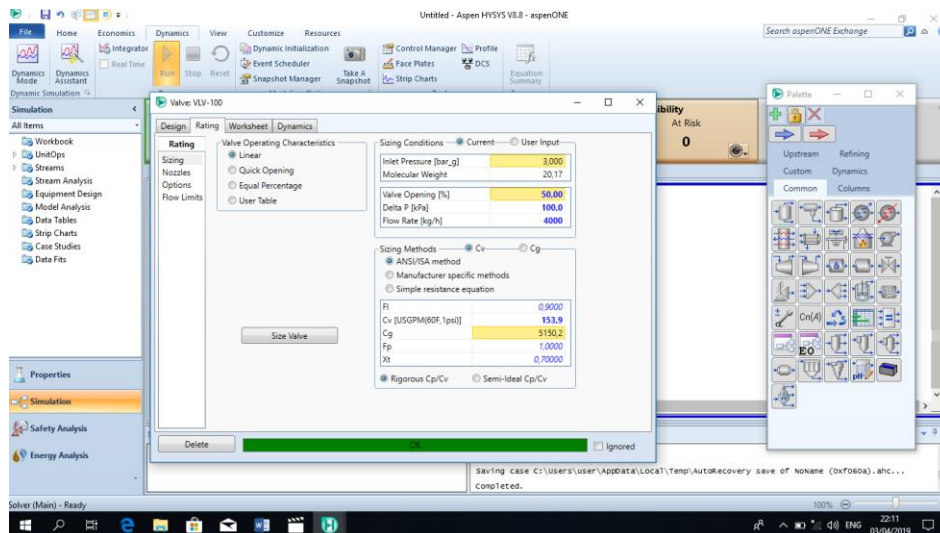 Untitled - Aspen HYSYS V8.8 - aspenONE
File Home Economics Dynamics View Customize Resources
Search aspenONE Exchange
Dynamics Mode
Dynamics Assistant
Integrator
Real Time
Run Stop Reset
Dynamic Initialization
Event Scheduler
Snapshot Manager
Take A Snapshot
Control Manager
Face Plates
Strip Charts
Profile
DCS
Equation Summary
Dynamic Simulation
Simulation
All Items
Workbook
UnitOps
Streams
Stream Analysis
Equipment Design
Model Analysis
Data Tables
Strip Charts
Case Studies
Data Fits
Properties
Simulation
Safety Analysis
Energy Analysis
Valve: VLV-100
Design Rating Worksheet Dynamics
Rating
Sizing
Nozzles
Options
Flow Limits
Valve Operating Characteristics
Linear
Quick Opening
Equal Percentage
User Table
Size Valve
Sizing Conditions Current User Input
Inlet Pressure [bar_g] 3,000
Molecular Weight 20,17
Valve Opening [%] 50,00
Delta P [kPa] 100,0
Flow Rate [kg/h] 4000
Sizing Methods Cv Cg
ANSI/ISA method
Manufacturer specific methods
Simple resistance equation
Fl 0,9000
Cv [USGPM(60F,1psi)] 153,9
Cg 5150,2
Fp 1,0000
Xt 0,70000
Rigorous Cp/Cv Semi-Ideal Cp/Cv
Delete OK Ignored
ibility
At Risk
0
Palette
Upstream Refining
Custom Dynamics
Common Columns
Cn(A)
EO
pH
Saving case C:\Users\user\AppData\Local\Temp\AutoRecovery save of NoName (0xf060a).ahc...
Completed.
Solver (Main) - Ready
100%
ENG
22:11
03/04/2019